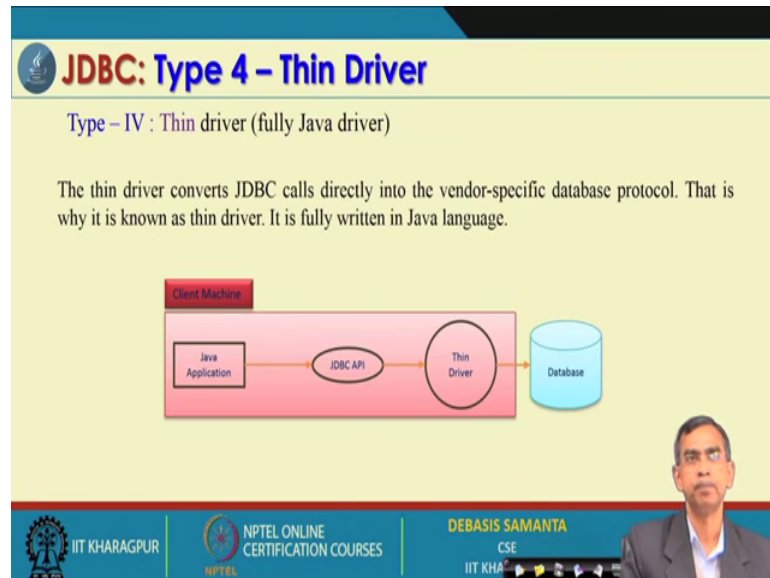 JDBC: Type 4 – Thin Driver
Type – IV : Thin driver (fully Java driver)
The thin driver converts JDBC calls directly into the vendor-specific database protocol. That is
why it is known as thin driver. It is fully written in Java language.
Client Machine
Java
Application
JDBC API
Thin
Driver
Database
IIT KHARAGPUR
NPTEL
NPTEL ONLINE
CERTIFICATION COURSES
DEBASIS SAMANTA
CSE
IIT KHA